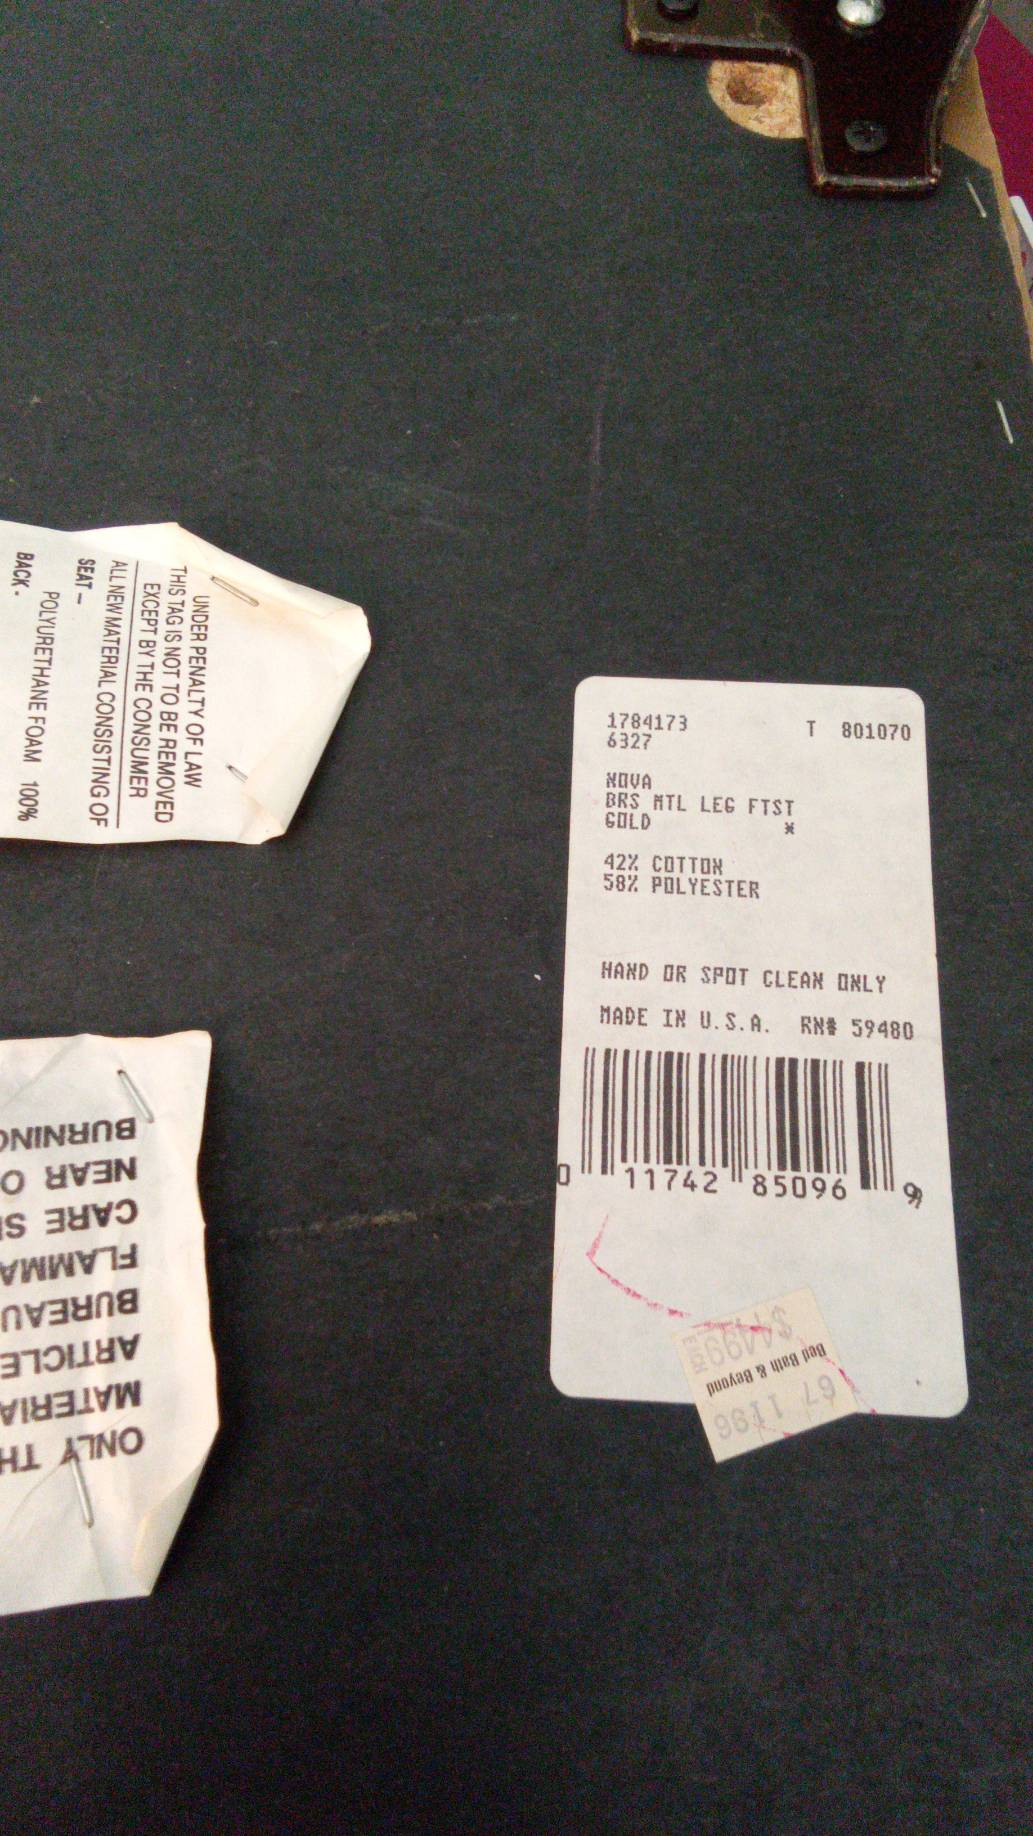 UNDER PENALTY OF LAW
THIS TAG IS NOT TO BE REMOVED
EXCEPT BY THE CONSUMER
ALL NEW MATERIAL CONSISTING OF
SEAT –
POLYURETHANE FOAM 100%
BACK -
1784173 T 801070
6327
NOVA
BRS MTL LEG FTST
GOLD *
42% COTTON
58% POLYESTER
HAND OR SPOT CLEAN ONLY
MADE IN U.S.A. RN# 59480
0 11742 85096 9
Bed Bath & Beyond
67 1196
ONLY TH
MATERIA
ARTICLE
BUREAU
FLAMMA
CARE S
NEAR O
BURNING